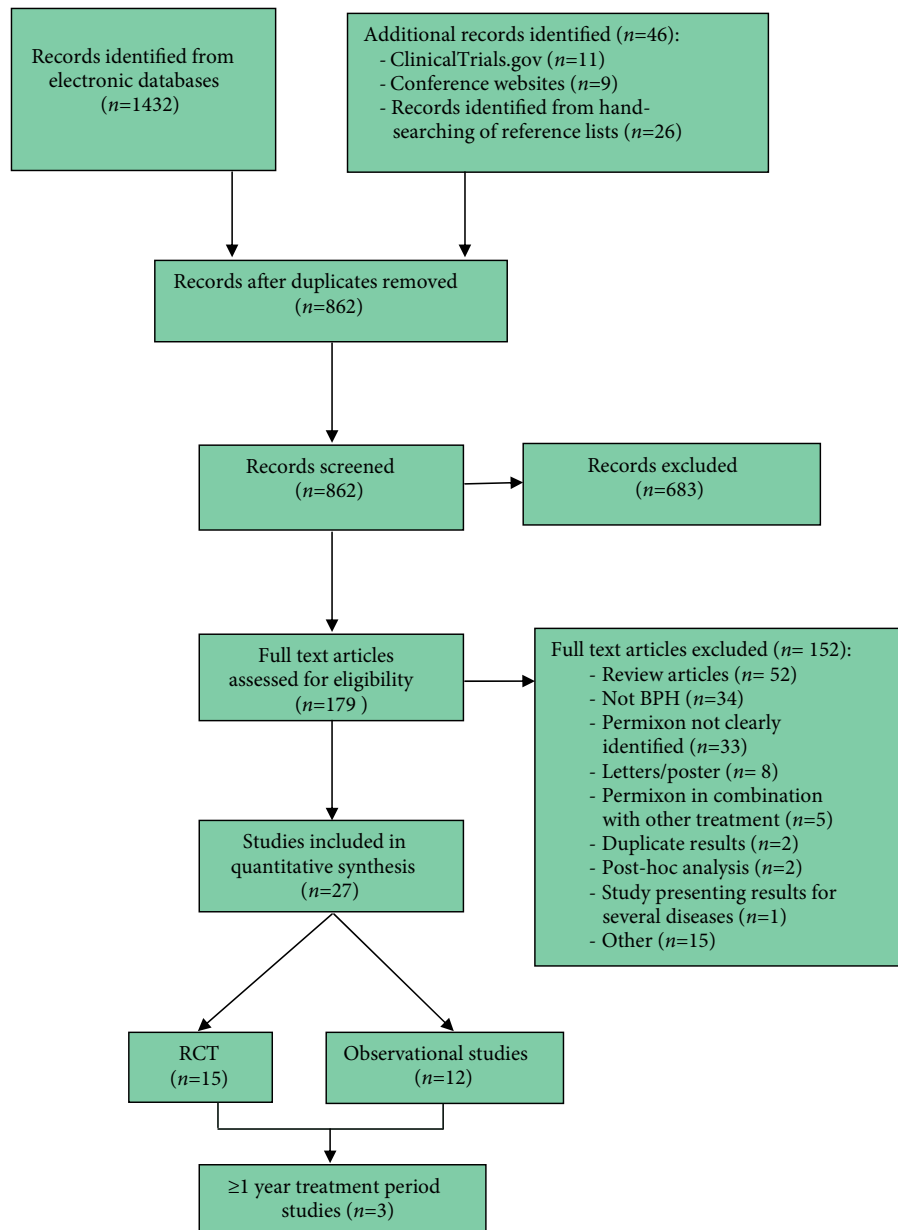 Records identified from
electronic databases
(n=1432)
Additional records identified (n=46):
- ClinicalTrials.gov (n=11)
- Conference websites (n=9)
- Records identified from hand-
searching of reference lists (n=26)
Records after duplicates removed
(n=862)
Records screened
(n=862)
Records excluded
(n=683)
Full text articles
assessed for eligibility
(n=179 )
Full text articles excluded (n= 152):
- Review articles (n= 52)
- Not BPH (n=34)
- Permixon not clearly
identified (n=33)
- Letters/poster (n= 8)
- Permixon in combination
with other treatment (n=5)
- Duplicate results (n=2)
- Post-hoc analysis (n=2)
- Study presenting results for
several diseases (n=1)
- Other (n=15)
Studies included in
quantitative synthesis
(n=27)
RCT
(n=15)
Observational studies
(n=12)
≥1 year treatment period
studies (n=3)